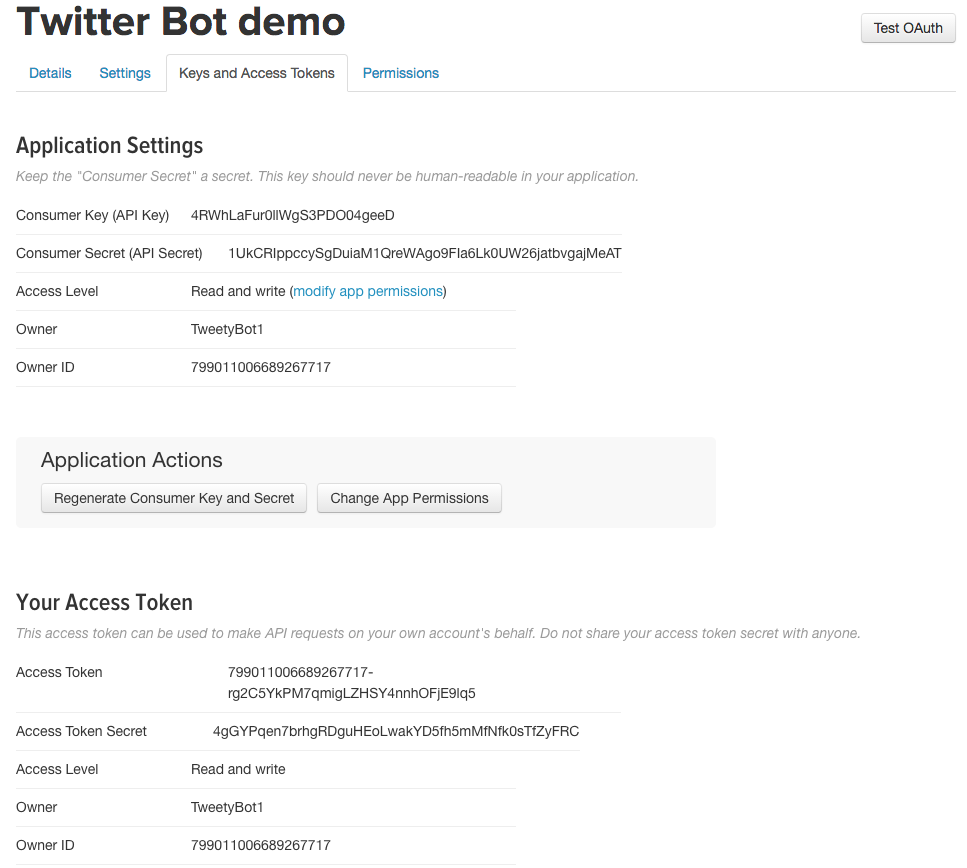 Twitter Bot demo
Test OAuth
Details Settings Keys and Access Tokens Permissions
Application Settings
Keep the "Consumer Secret" a secret. This key should never be human-readable in your application.
Consumer Key (API Key) 4RWhLaFur0llWgS3PDO04geeD
Consumer Secret (API Secret) 1UkCRIppccySgDuiaM1QreWAgo9FIa6Lk0UW26jatbvgajMeAT
Access Level Read and write (modify app permissions)
Owner TweetyBot1
Owner ID 799011006689267717
Application Actions
Regenerate Consumer Key and Secret Change App Permissions
Your Access Token
This access token can be used to make API requests on your own account's behalf. Do not share your access token secret with anyone.
Access Token 799011006689267717-
rg2C5YkPM7qmigLZHSY4nnhOFjE9lq5
Access Token Secret 4gGYPqen7brhgRDguHEoLwakYD5fh5mMfNfk0sTfZyFRC
Access Level Read and write
Owner TweetyBot1
Owner ID 799011006689267717